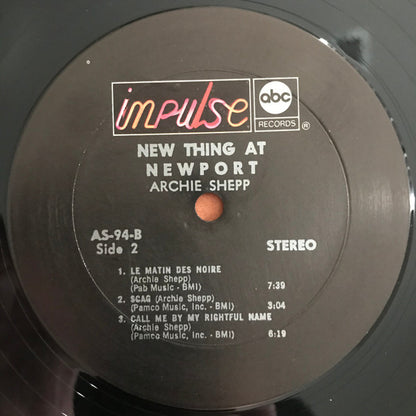 impulse
abc
RECORDS ®
NEW THING AT
NEWPORT
ARCHIE SHEPP
AS-94-B
Side 2
STEREO
1. LE MATIN DES NOIRE
(Archie Shepp)
(Pab Music - BMI) 7:39
2. SCAG (Archie Shepp)
(Pamco Music, Inc. - BMI) 3:04
3. CALL ME BY MY RIGHTFUL NAME
(Archie Shepp)
(Pamco Music, Inc. - BMI) 6:19